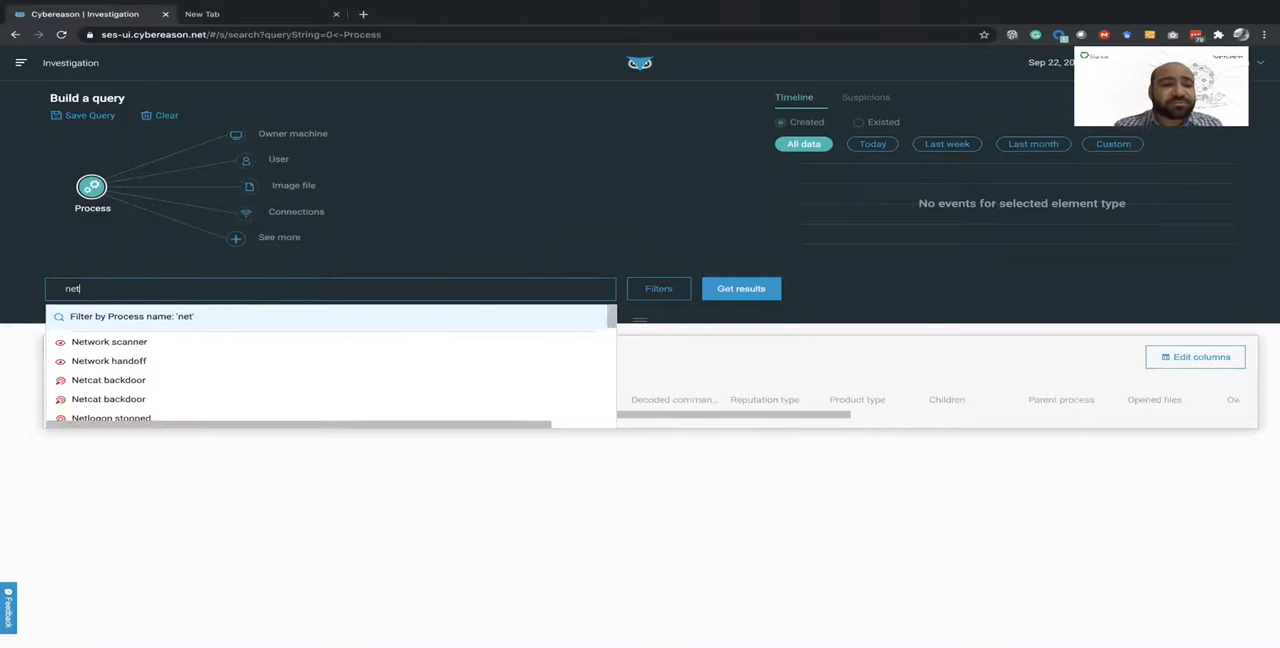 Cybereason | Investigation
New Tab
ses-ui.cybereason.net/#/s/search?queryString=0<-Process
79
Investigation
Sep 22, 20
Build a query
Save Query
Clear
Owner machine
User
Image file
Connections
See more
Process
Timeline
Suspicions
Created
Existed
All data
Today
Last week
Last month
Custom
No events for selected element type
net
Filters
Get results
Filter by Process name: 'net'
Network scanner
Network handoff
Netcat backdoor
Netcat backdoor
Netlogon stopped
Edit columns
Decoded comman...
Reputation type
Product type
Children
Parent process
Opened files
Ow
Feedback